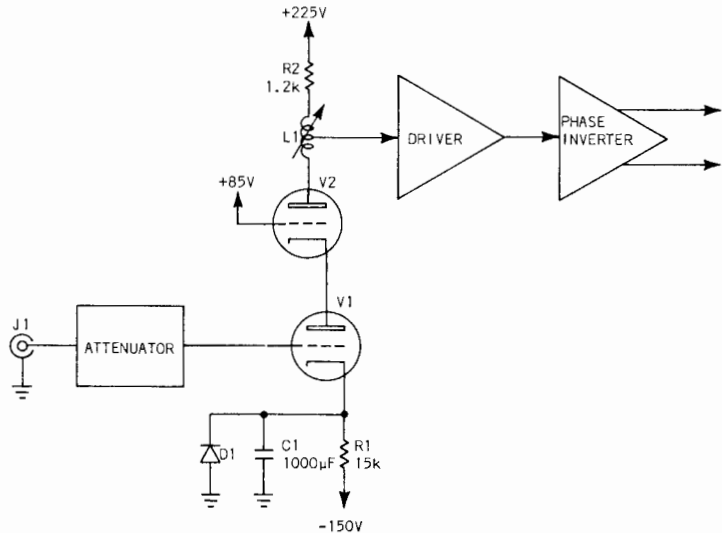 +225V
R2
1.2k
L1
DRIVER
PHASE
INVERTER
+85V
V2
V1
J1
ATTENUATOR
D1
C1
1000μF
R1
15k
-150V